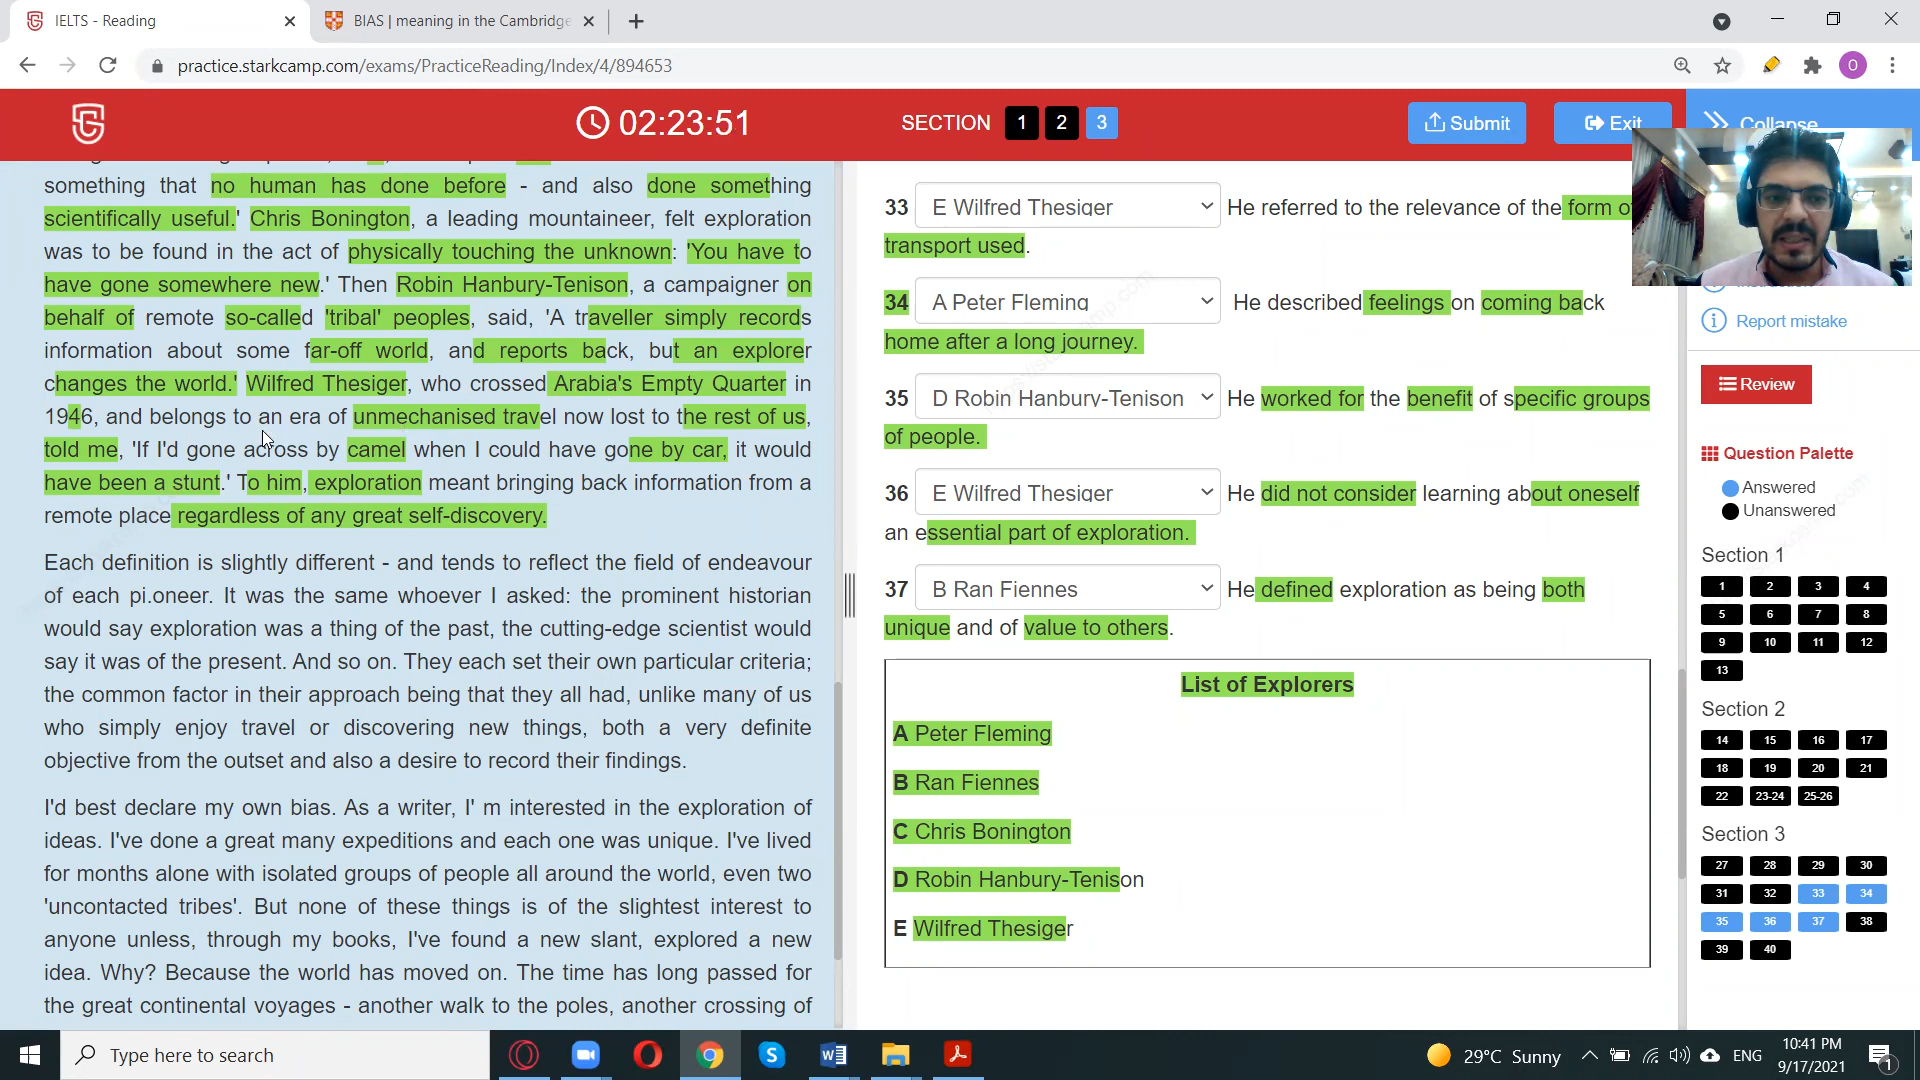 IELTS - Reading
BIAS | meaning in the Cambridge
practice.starkcamp.com/exams/PracticeReading/Index/4/894653
O
02:23:51
SECTION 1 2 3
Submit
Exit
Collapse
something that no human has done before - and also done something
scientifically useful.' Chris Bonington, a leading mountaineer, felt exploration
was to be found in the act of physically touching the unknown: 'You have to
have gone somewhere new.' Then Robin Hanbury-Tenison, a campaigner on
behalf of remote so-called 'tribal' peoples, said, 'A traveller simply records
information about some far-off world, and reports back, but an explorer
changes the world.' Wilfred Thesiger, who crossed Arabia's Empty Quarter in
1946, and belongs to an era of unmechanised travel now lost to the rest of us,
told me, 'If I'd gone across by camel when I could have gone by car, it would
have been a stunt.' To him, exploration meant bringing back information from a
remote place regardless of any great self-discovery.
Each definition is slightly different - and tends to reflect the field of endeavour
of each pi.oneer. It was the same whoever I asked: the prominent historian
would say exploration was a thing of the past, the cutting-edge scientist would
say it was of the present. And so on. They each set their own particular criteria;
the common factor in their approach being that they all had, unlike many of us
who simply enjoy travel or discovering new things, both a very definite
objective from the outset and also a desire to record their findings.
I'd best declare my own bias. As a writer, I' m interested in the exploration of
ideas. I've done a great many expeditions and each one was unique. I've lived
for months alone with isolated groups of people all around the world, even two
'uncontacted tribes'. But none of these things is of the slightest interest to
anyone unless, through my books, I've found a new slant, explored a new
idea. Why? Because the world has moved on. The time has long passed for
the great continental voyages - another walk to the poles, another crossing of
33 E Wilfred Thesiger He referred to the relevance of the form
transport used.
34 A Peter Fleming He described feelings on coming back
home after a long journey.
35 D Robin Hanbury-Tenison He worked for the benefit of specific groups
of people.
36 E Wilfred Thesiger He did not consider learning about oneself
an essential part of exploration.
37 B Ran Fiennes He defined exploration as being both
unique and of value to others.
List of Explorers
A Peter Fleming
B Ran Fiennes
C Chris Bonington
D Robin Hanbury-Tenison
E Wilfred Thesiger
Report mistake
Review
Question Palette
Answered
Unanswered
Section 1
1 2 3 4
5 6 7 8
9 10 11 12
13
Section 2
14 15 16 17
18 19 20 21
22 23-24 25-26
Section 3
27 28 29 30
31 32 33 34
35 36 37 38
39 40
Type here to search
29°C Sunny
ENG
10:41 PM
9/17/2021
1